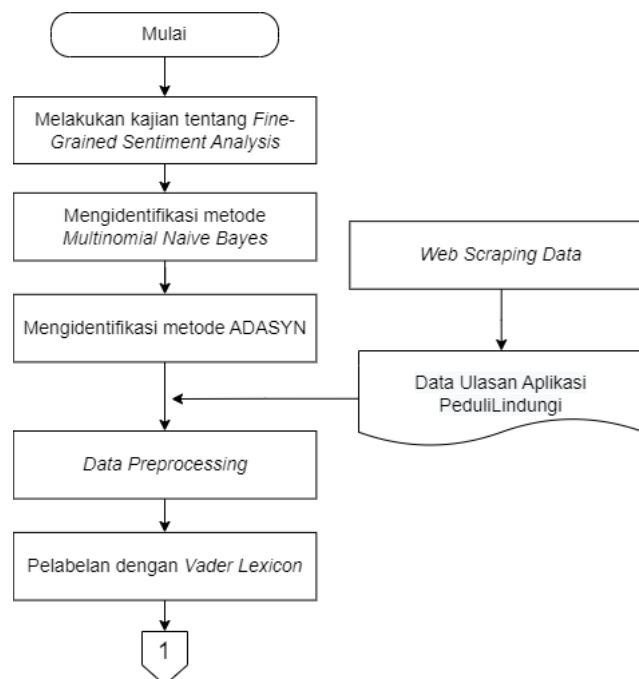 Mulai
Melakukan kajian tentang Fine-
Grained Sentiment Analysis
Mengidentifikasi metode
Multinomial Naive Bayes
Web Scraping Data
Mengidentifikasi metode ADASYN
Data Ulasan Aplikasi
PeduliLindungi
Data Preprocessing
Pelabelan dengan Vader Lexicon
1